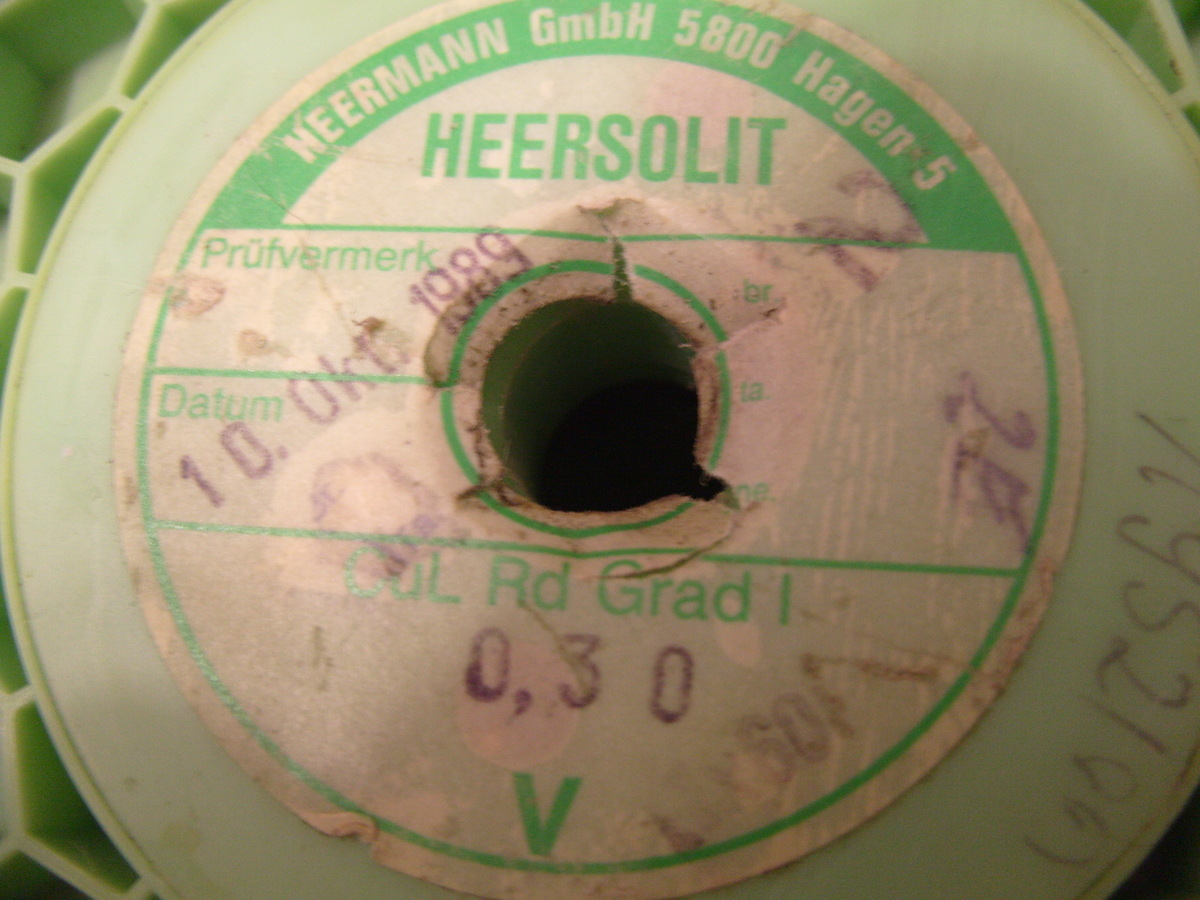 HEERMANN GmbH 5800 Hagen 5
HEERSOLIT
Prüfvermerk
br.
Datum
10. Okt. 1989
ta.
ne.
CuL Rd Grad I
0,30
V